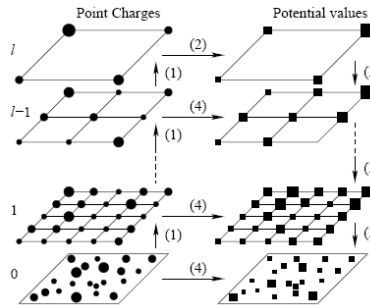 Point Charges Potential values
l (2)
(1)
l−1 (4)
(1)
1 (4)
(1)
0 (4)